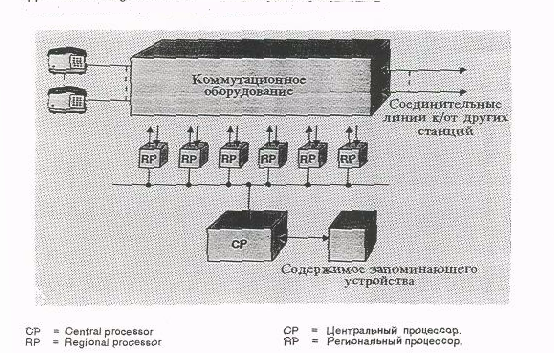 Коммутационное
оборудование
Соединительные
линии к/от других
станций
RP RP RP RP RP RP
CP
Содержимое запоминающего
устройства
CP = Central processor
RP = Regional processor
CP = Центральный процессор.
RP = Региональный процессор.